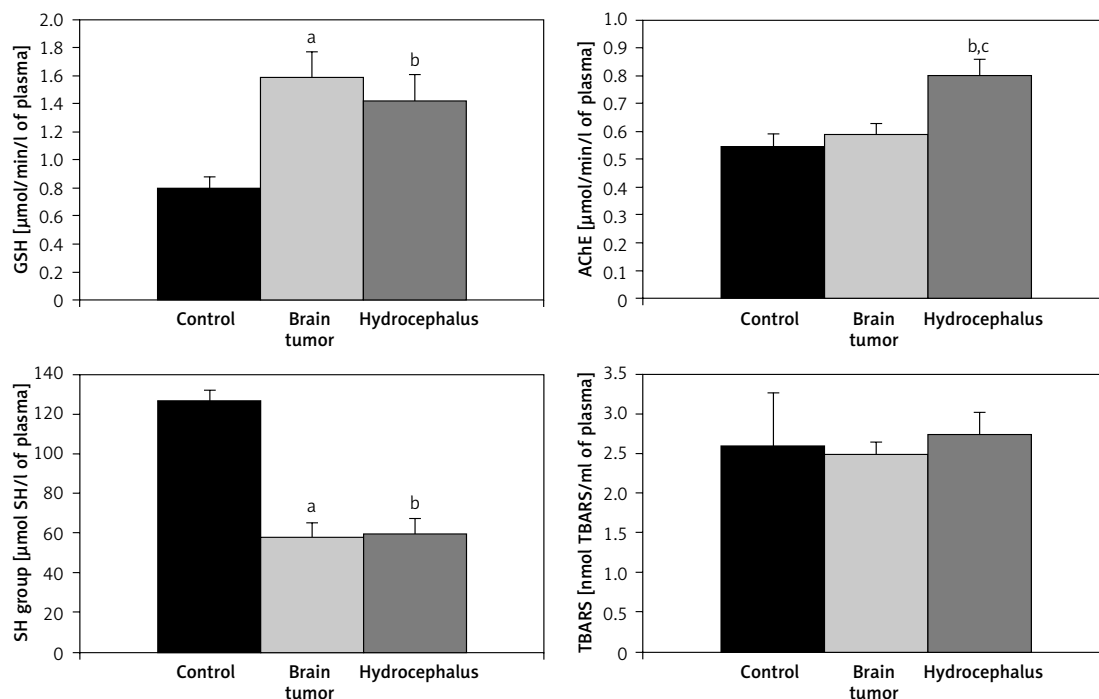 GSH [µmol/min/l of plasma]
2.0
1.8
1.6
1.4
1.2
1.0
0.8
0.6
0.4
0.2
0
a
b
Control
Brain
tumor
Hydrocephalus
AChE [µmol/min/l of plasma]
1.0
0.9
0.8
0.7
0.6
0.5
0.4
0.3
0.2
0.1
0
b,c
Control
Brain
tumor
Hydrocephalus
SH group [µmol SH/l of plasma]
140
120
100
80
60
40
20
0
a
b
Control
Brain
tumor
Hydrocephalus
TBARS [nmol TBARS/ml of plasma]
3.5
3.0
2.5
2.0
1.5
1.0
0.5
0
Control
Brain
tumor
Hydrocephalus